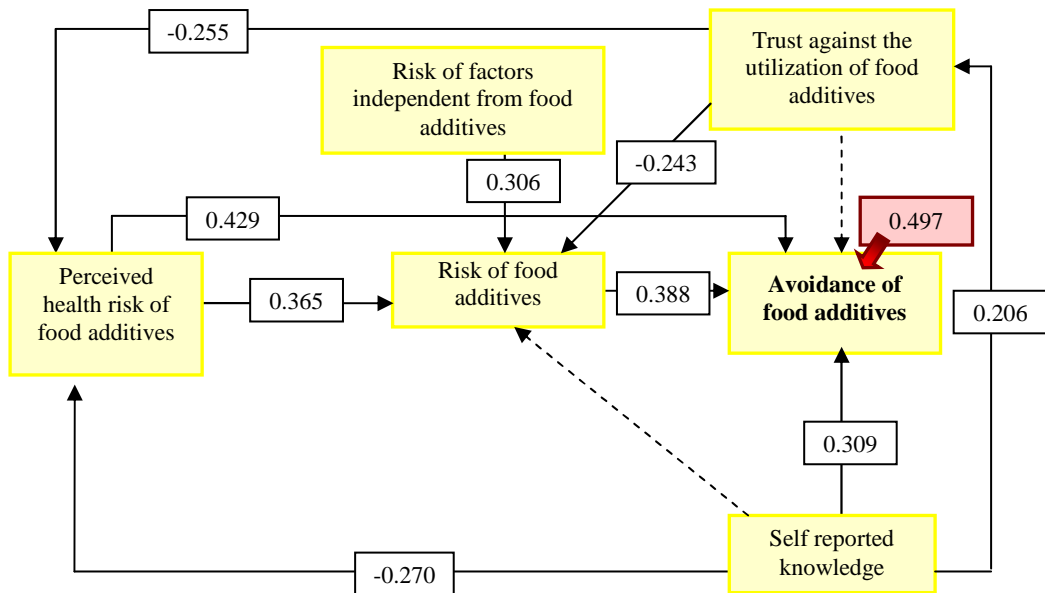 -0.255
Trust against the
utilization of food
additives
Risk of factors
independent from food
additives
-0.243
0.306
0.429
0.497
Perceived
health risk of
food additives
Risk of food
additives
Avoidance of
food additives
0.365
0.388
0.206
0.309
Self reported
knowledge
-0.270